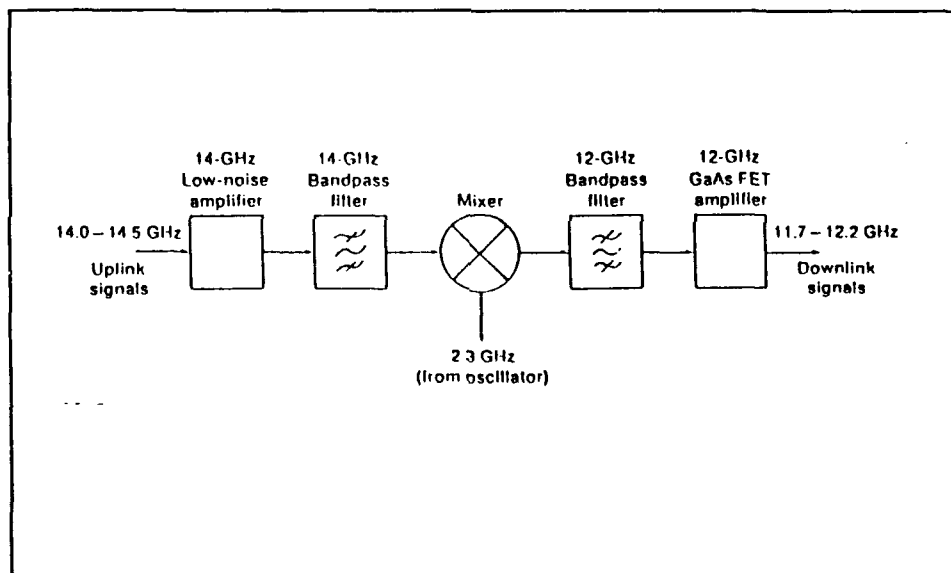 14-GHz
Low-noise
amplifier
14-GHz
Bandpass
filter
Mixer
12-GHz
Bandpass
filter
12-GHz
GaAs FET
amplifier
14.0 – 14 5 GHz
Uplink
signals
11.7 – 12.2 GHz
Downlink
signals
2 3 GHz
(from oscillator)